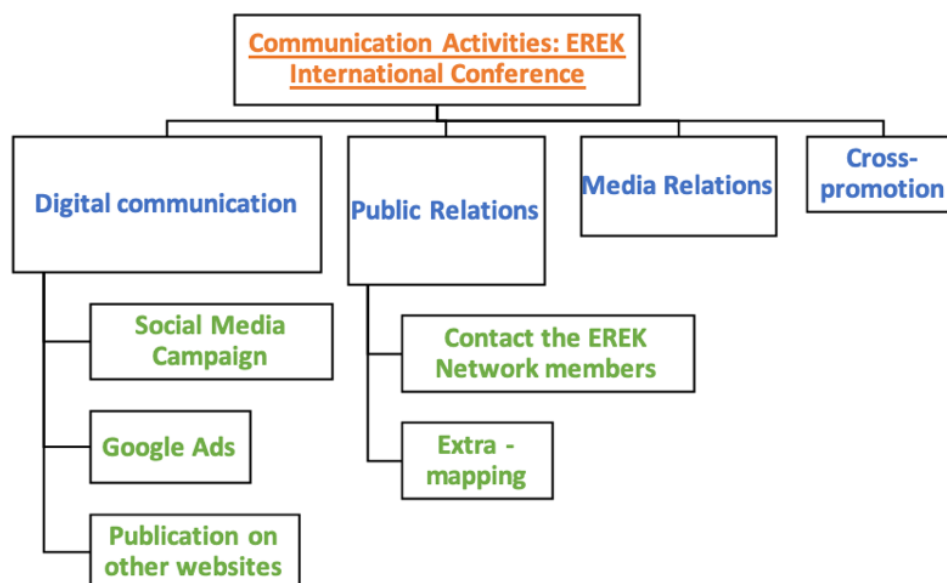 Communication Activities: EREK
International Conference
Digital communication
Public Relations
Media Relations
Cross-
promotion
Social Media
Campaign
Google Ads
Publication on
other websites
Contact the EREK
Network members
Extra -
mapping